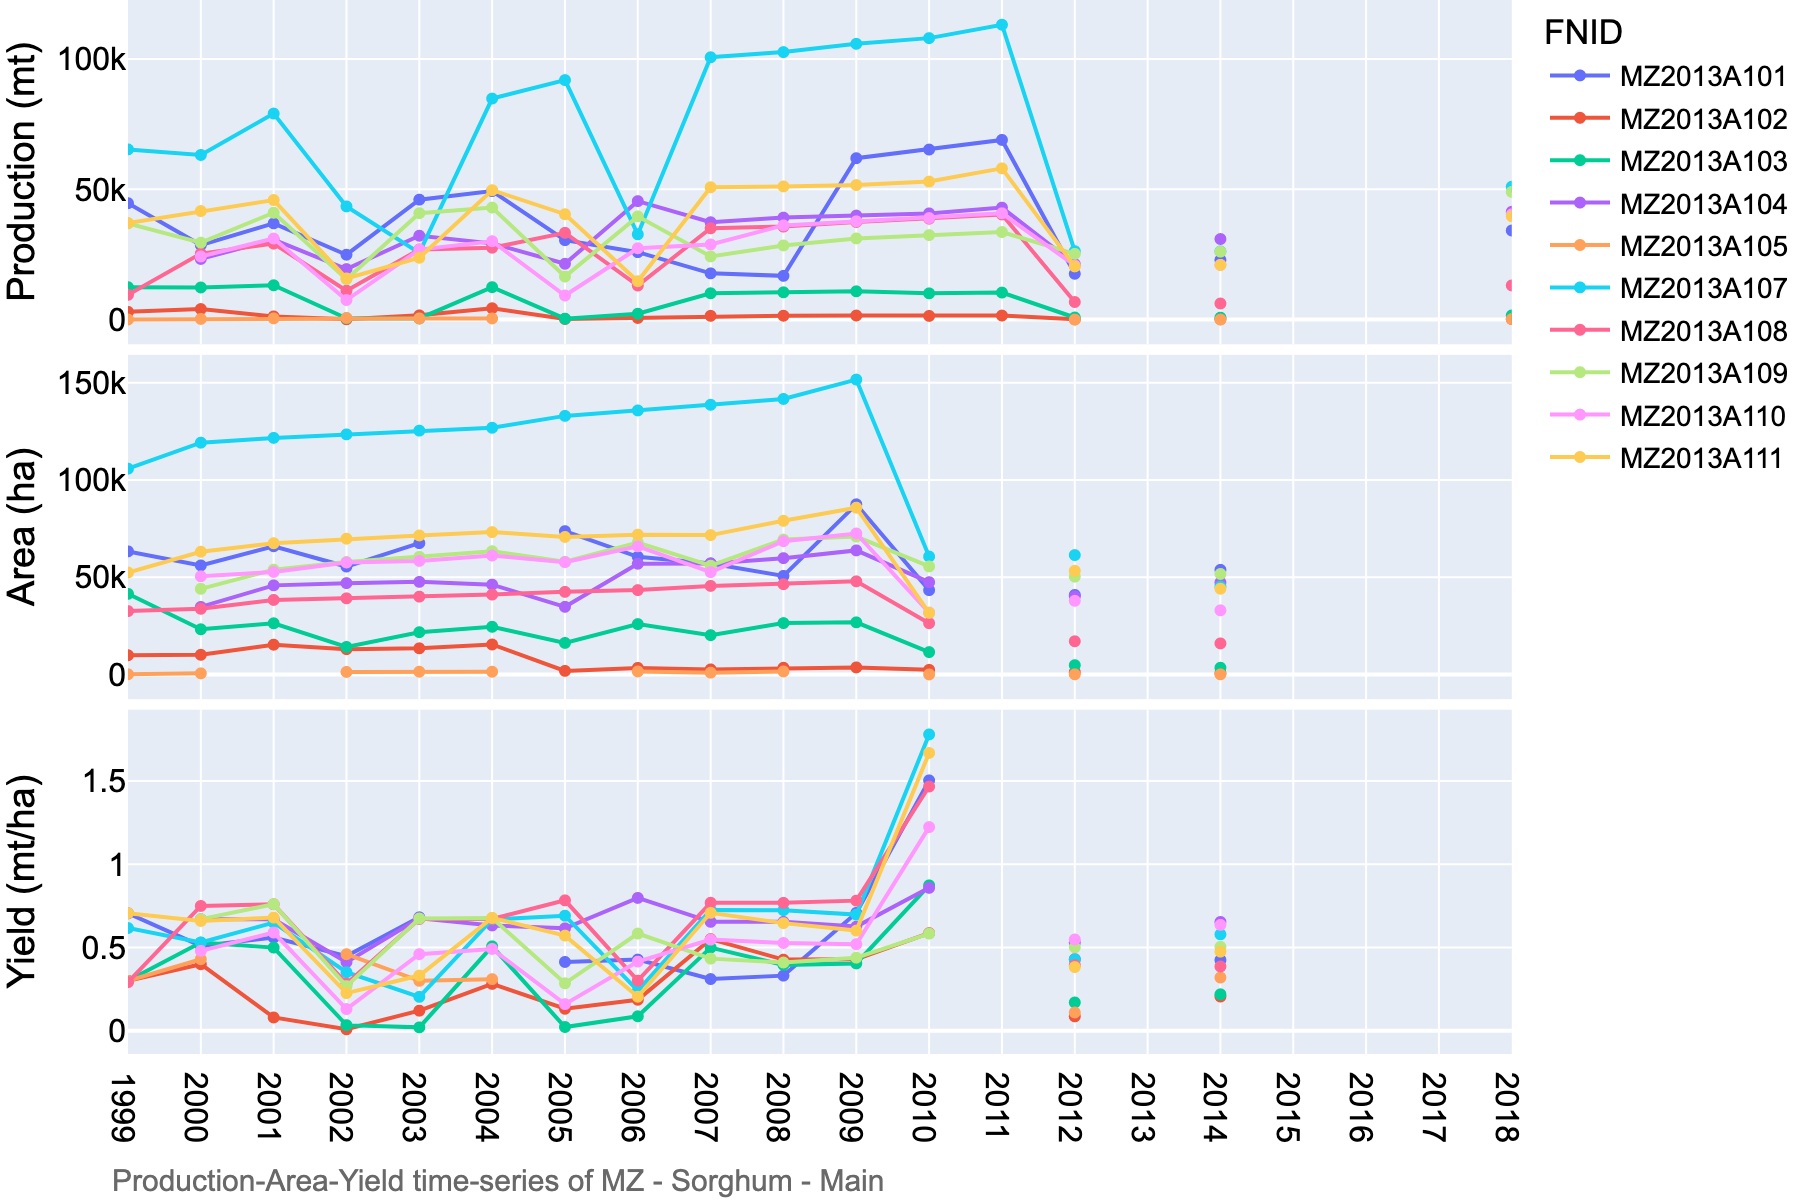 Production (mt)
100k
50k
0
Area (ha)
150k
100k
50k
0
Yield (mt/ha)
1.5
1
0.5
0
1999
2000
2001
2002
2003
2004
2005
2006
2007
2008
2009
2010
2011
2012
2013
2014
2015
2016
2017
2018
FNID
MZ2013A101
MZ2013A102
MZ2013A103
MZ2013A104
MZ2013A105
MZ2013A107
MZ2013A108
MZ2013A109
MZ2013A110
MZ2013A111
Production-Area-Yield time-series of MZ - Sorghum - Main